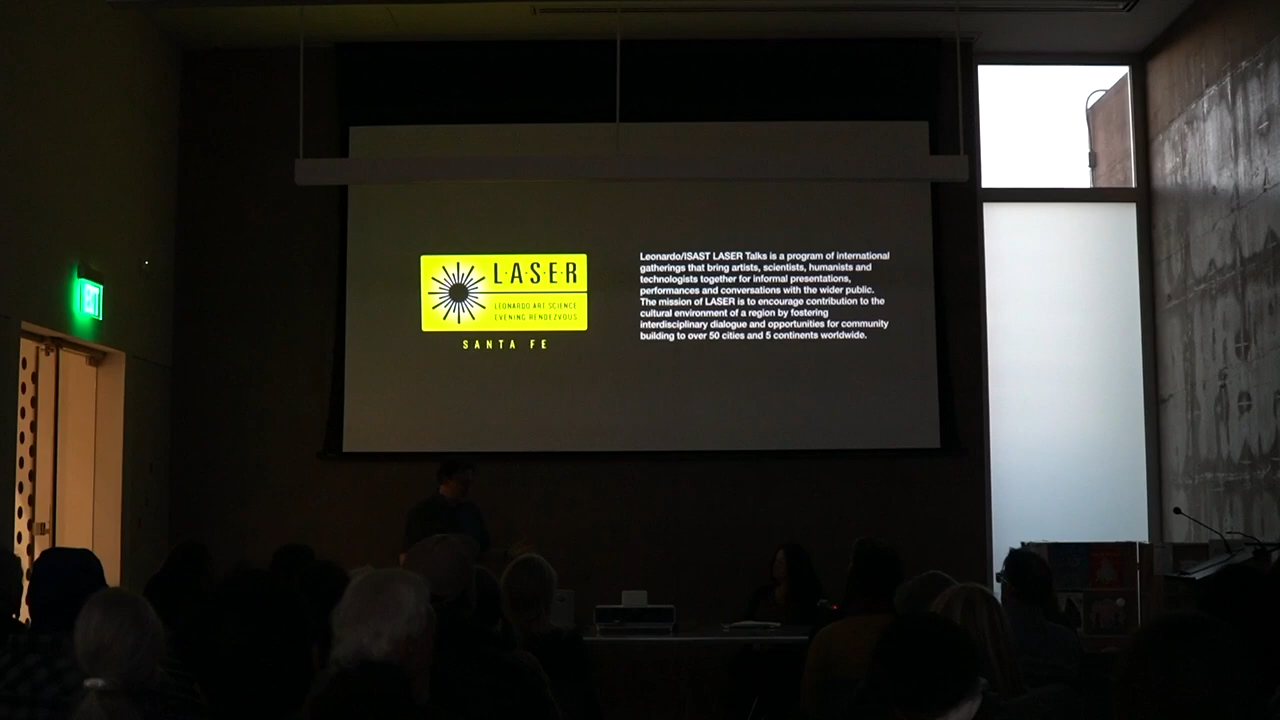 EXIT
L·A·S·E·R
LEONARDO ART SCIENCE
EVENING RENDEZVOUS
SANTA FE
Leonardo/ISAST LASER Talks is a program of international
gatherings that bring artists, scientists, humanists and
technologists together for informal presentations,
performances and conversations with the wider public.
The mission of LASER is to encourage contribution to the
cultural environment of a region by fostering
interdisciplinary dialogue and opportunities for community
building to over 50 cities and 5 continents worldwide.